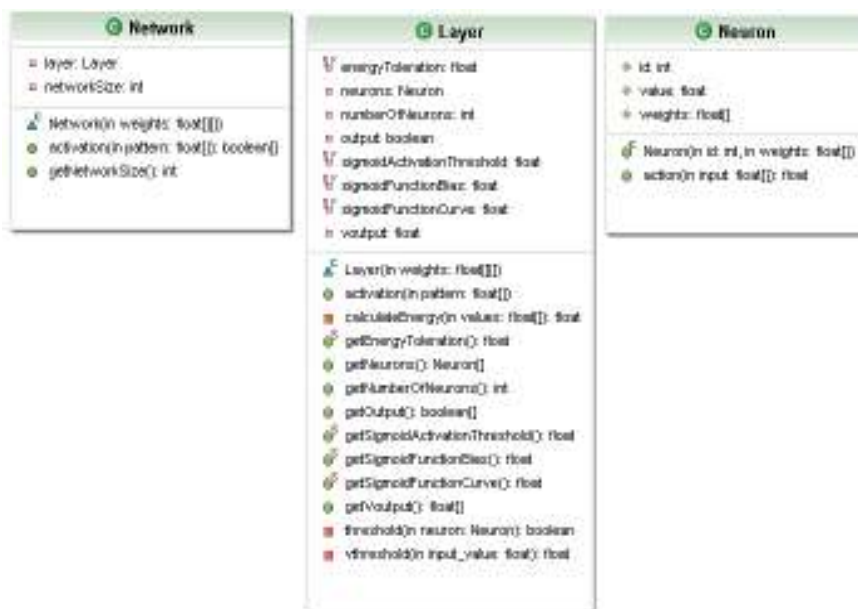 Network
layer: Layer
networkSize: int
Network(in weights: float[][])
activation(in pattern: float[]): boolean[]
getNetworkSize(): int
Layer
energyToleration: float
neurons: Neuron
numberOfNeurons: int
output: boolean
sigmoidActivationThreshold: float
sigmoidFunctionBias: float
sigmoidFunctionCurve: float
voutput: float
Layer(in weights: float[][])
activation(in pattern: float[])
calculateEnergy(in values: float[]): float
getEnergyToleration(): float
getNeurons(): Neuron[]
getNumberOfNeurons(): int
getOutput(): boolean[]
getSigmoidActivationThreshold(): float
getSigmoidFunctionBias(): float
getSigmoidFunctionCurve(): float
getVoutput(): float[]
threshold(in neuron: Neuron): boolean
vthreshold(in input_value: float): float
Neuron
id: int
value: float
weights: float[]
Neuron(in id: int, in weights: float[])
action(in input: float[]): float